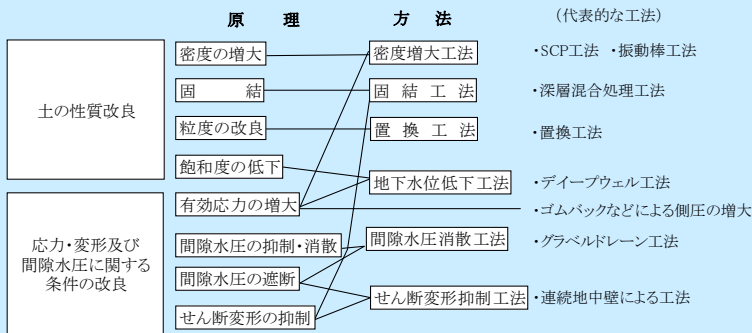 原　理　方　法　(代表的な工法)
土の性質改良
密度の増大　密度増大工法　・SCP工法　・振動棒工法
固　結　固結工法　・深層混合処理工法
粒度の改良　置換工法　・置換工法
飽和度の低下
地下水位低下工法　・デイープウェル工法
有効応力の増大　・ゴムバックなどによる側圧の増大
応力・変形及び
間隙水圧に関する
条件の改良
間隙水圧の抑制・消散　間隙水圧消散工法　・グラベルドレーン工法
間隙水圧の遮断
せん断変形抑制工法　・連続地中壁による工法
せん断変形の抑制